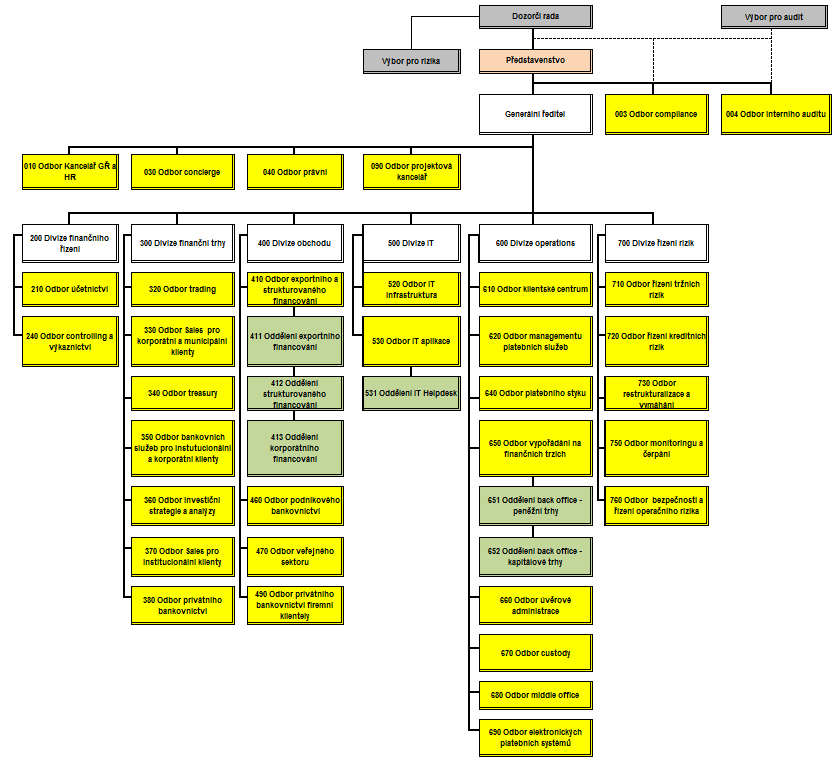 Dozorčí rada
Výbor pro audit
Výbor pro rizika
Představenstvo
Generální ředitel
003 Odbor compliance
004 Odbor interního auditu
010 Odbor Kancelář GŘ a
HR
030 Odbor concierge
040 Odbor právní
090 Odbor projektová
kancelář
200 Divize finančního
řízení
210 Odbor účetnictví
240 Odbor controlling a
výkaznictví
300 Divize finanční trhy
320 Odbor trading
330 Odbor Sales  pro
korporátní a municipální
klienty
340 Odbor treasury
350 Odbor bankovních
služeb pro instutucionální
a korporátní klienty
360 Odbor investiční
strategie a analýzy
370 Odbor Sales pro
institucionální klienty
380 Odbor privátního
bankovnictví
400 Divize obchodu
410 Odbor exportního a
strukturovaného
financování
411 Oddělení exportního
financování
412 Oddělení
strukturovaného
financování
413 Oddělení
korporátního
financování
460 Odbor podnikového
bankovnictví
470 Odbor veřejného
sektoru
490 Odbor privátního
bankovnictví firemní
klientely
500 Divize IT
520 Odbor IT
infrastruktura
530 Odbor IT aplikace
531 Oddělení IT Helpdesk
600 Divize operations
610 Odbor klientské centrum
620 Odbor managementu
platebních služeb
640 Odbor platebního styku
650 Odbor vypořádání na
finančních trzích
651 Oddělení back office -
peněžní trhy
652 Oddělení back office -
kapitálové trhy
660 Odbor úvěrové
administrace
670 Odbor custody
680 Odbor middle office
690 Odbor elektronických
platebních systémů
700 Divize řízení rizik
710 Odbor řízení tržních
rizik
720 Odbor řízení kreditních
rizik
730 Odbor
restrukturalizace a
vymáhání
750 Odbor monitoringu a
čerpání
760 Odbor  bezpečnosti a
řízení operačního rizika